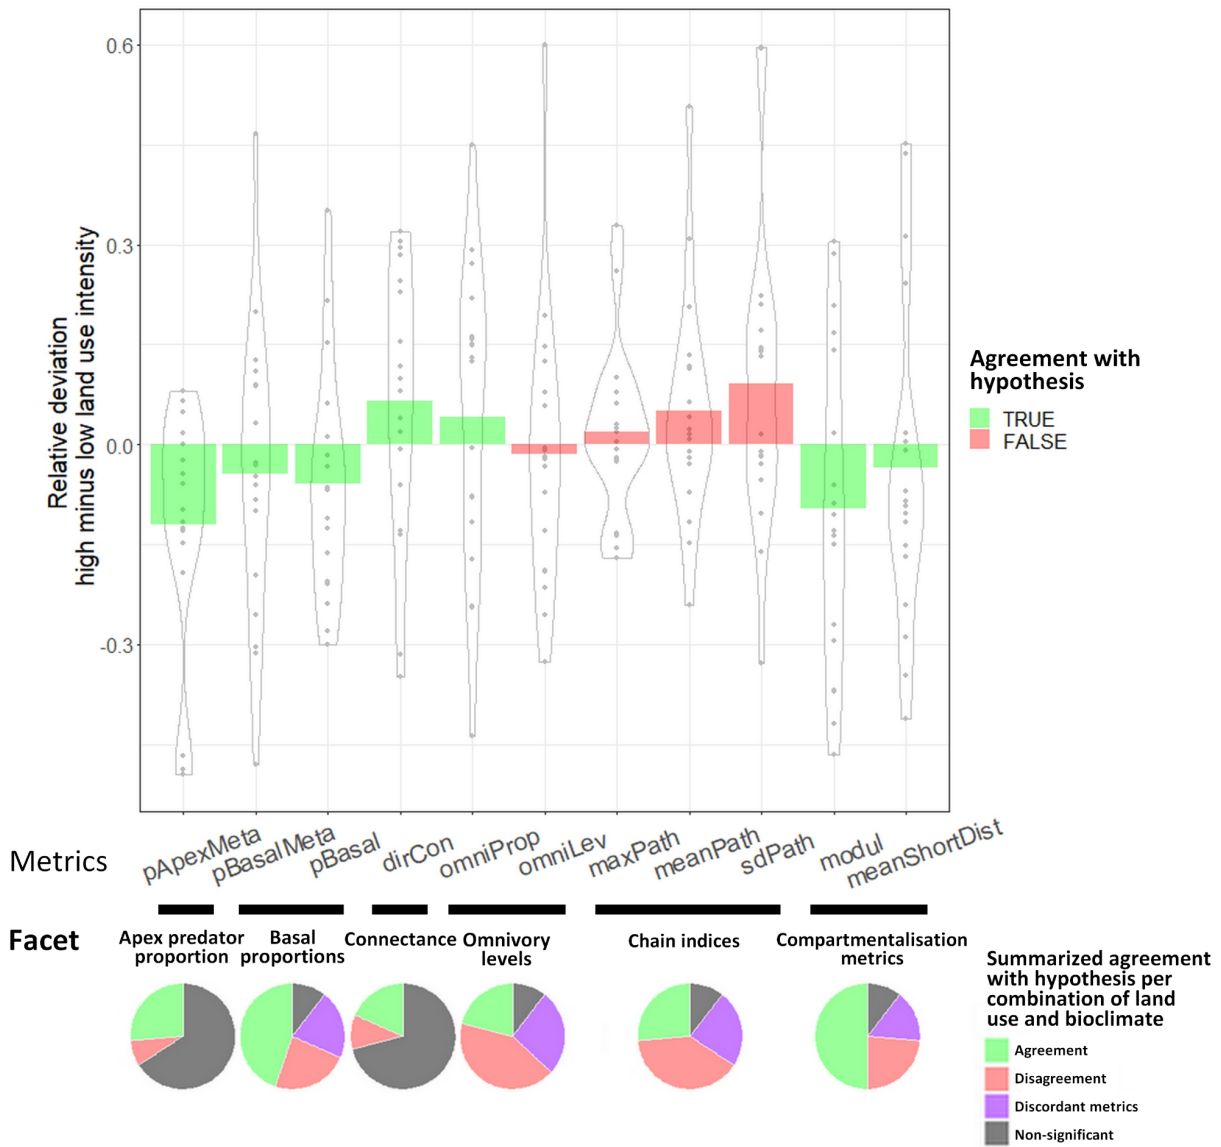 Relative deviation
high minus low land use intensity
0.6
0.3
0.0
-0.3
Agreement with
hypothesis
TRUE
FALSE
Metrics
pApexMeta
pBasalMeta
pBasal
dirCon
omniProp
omniLev
maxPath
meanPath
sdPath
modul
meanShortDist
Facet
Apex predator
proportion
Basal
proportions
Connectance
Omnivory
levels
Chain indices
Compartmentalisation
metrics
Summarized agreement
with hypothesis per
combination of land
use and bioclimate
Agreement
Disagreement
Discordant metrics
Non-significant